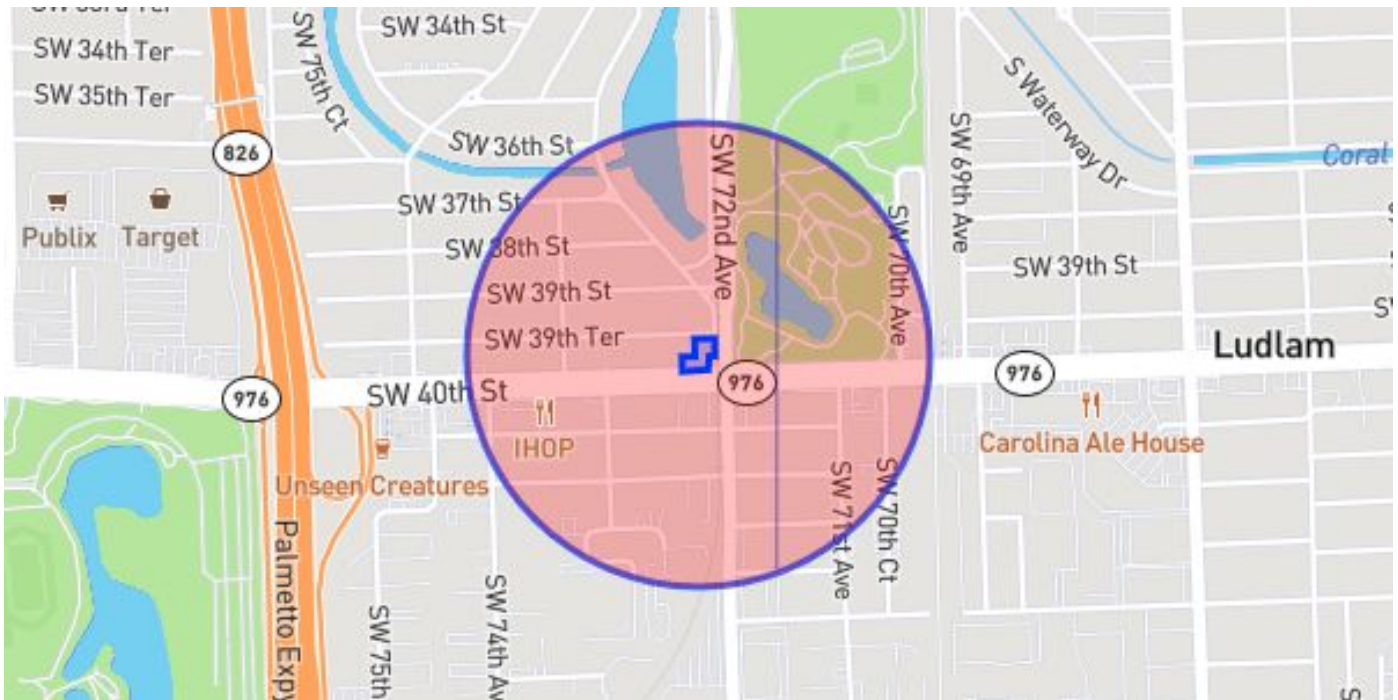 SW 34th St
SW 34th Ter
SW 35th Ter
SW 75th Ct
S Waterway Dr
826
SW 36th St
SW 72nd Ave
SW 69th Ave
Coral
SW 37th St
Publix
Target
SW 38th St
SW 70th Ave
SW 39th St
SW 39th St
SW 39th Ter
Ludlam
976
976
976
SW 40th St
IHOP
Carolina Ale House
Unseen Creatures
SW 71st Ave
SW 70th Ct
Palmetto Expy
SW 74th Av
SW 75th